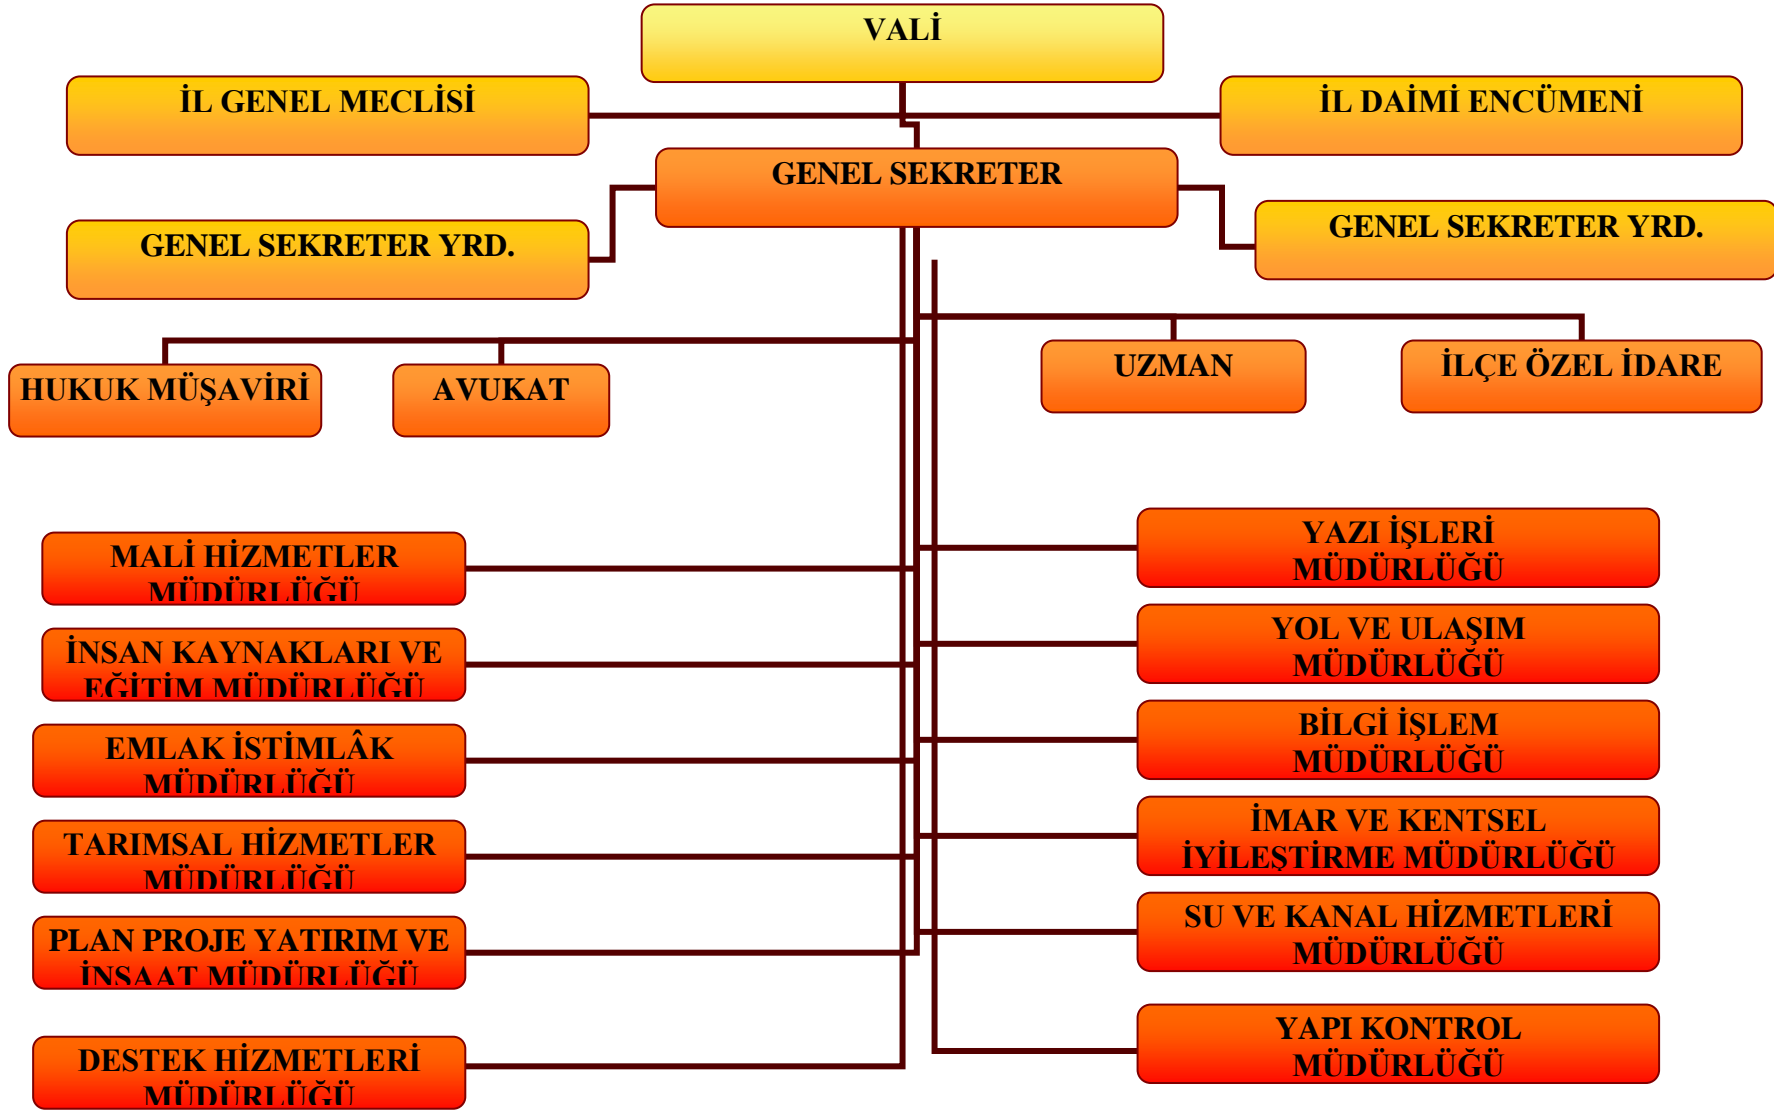 VALİ
İL GENEL MECLİSİ
İL DAİMİ ENCÜMENİ
GENEL SEKRETER
GENEL SEKRETER YRD.
GENEL SEKRETER YRD.
HUKUK MÜŞAVİRİ
AVUKAT
UZMAN
İLÇE ÖZEL İDARE
MALİ HİZMETLER
MÜDÜRLÜĞÜ
YAZI İŞLERİ
MÜDÜRLÜĞÜ
İNSAN KAYNAKLARI VE
EĞİTİM MÜDÜRLÜĞÜ
YOL VE ULAŞIM
MÜDÜRLÜĞÜ
EMLAK İSTİMLÂK
MÜDÜRLÜĞÜ
BİLGİ İŞLEM
MÜDÜRLÜĞÜ
TARIMSAL HİZMETLER
MÜDÜRLÜĞÜ
İMAR VE KENTSEL
İYİLEŞTİRME MÜDÜRLÜĞÜ
PLAN PROJE YATIRIM VE
İNŞAAT MÜDÜRLÜĞÜ
SU VE KANAL HİZMETLERİ
MÜDÜRLÜĞÜ
DESTEK HİZMETLERİ
MÜDÜRLÜĞÜ
YAPI KONTROL
MÜDÜRLÜĞÜ